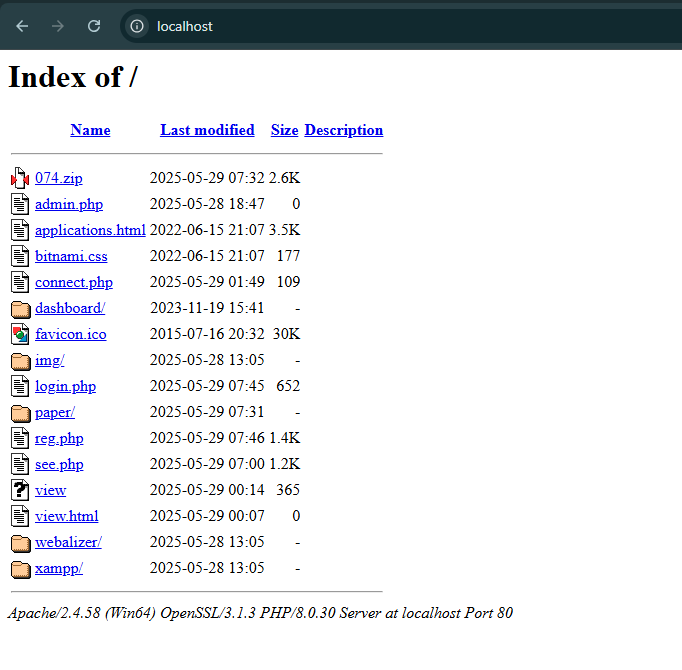 localhost
Index of /
Name Last modified Size Description
074.zip 2025-05-29 07:32 2.6K
admin.php 2025-05-28 18:47 0
applications.html 2022-06-15 21:07 3.5K
bitnami.css 2022-06-15 21:07 177
connect.php 2025-05-29 01:49 109
dashboard/ 2023-11-19 15:41 -
favicon.ico 2015-07-16 20:32 30K
img/ 2025-05-28 13:05 -
login.php 2025-05-29 07:45 652
paper/ 2025-05-29 07:31 -
reg.php 2025-05-29 07:46 1.4K
see.php 2025-05-29 07:00 1.2K
view 2025-05-29 00:14 365
view.html 2025-05-29 00:07 0
webalizer/ 2025-05-28 13:05 -
xampp/ 2025-05-28 13:05 -
Apache/2.4.58 (Win64) OpenSSL/3.1.3 PHP/8.0.30 Server at localhost Port 80